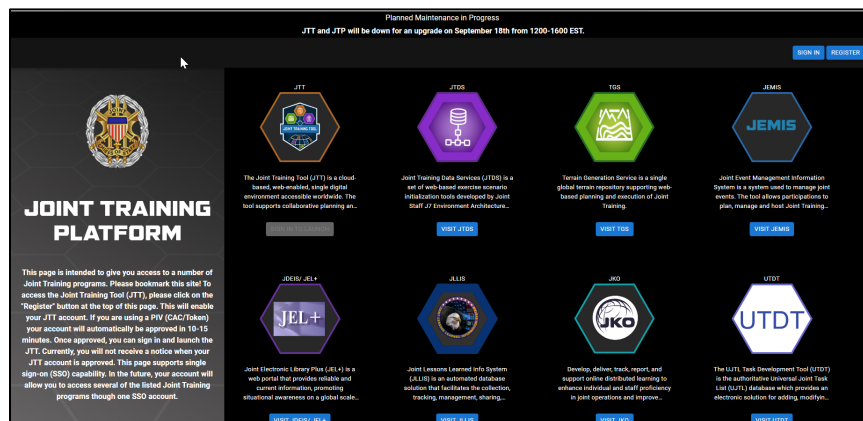 Planned Maintenance in Progress
JTT and JTP will be down for an upgrade on September 18th from 1200-1600 EST.
SIGN IN
REGISTER
JOINT TRAINING
PLATFORM
This page is intended to give you access to a number of
Joint Training programs. Please bookmark this site! To
access the Joint Training Tool (JTT), please click on the
"Register" button at the top of this page. This will enable
your JTT account. If you are using a PIV (CAC/Token)
your account will automatically be approved in 10-15
minutes. Once approved, you can sign in and launch the
JTT. Currently, you will not receive a notice when your
JTT account is approved. This page supports single
sign-on (SSO) capability. In the future, your account will
allow you to access several of the listed Joint Training
programs though one SSO account.
JTT
JOINT TRAINING TOOL
The Joint Training Tool (JTT) is a cloud-
based, web-enabled, single digital
environment accessible worldwide. The
tool supports collaborative planning an...
SIGN IN TO LAUNCH
JTDS
Joint Training Data Services (JTDS) is a
set of web-based exercise scenario
initialization tools developed by Joint
Staff J7 Environment Architecture...
VISIT JTDS
TGS
Terrain Generation Service is a single
global terrain repository supporting web-
based planning and execution of Joint
Training.
VISIT TGS
JEMIS
JEMIS
Joint Event Management Information
System is a system used to manage joint
events. The tool allows participations to
plan, manage and host Joint Training...
VISIT JEMIS
JDEIS/ JEL+
JEL+
Joint Electronic Library Plus (JEL+) is a
web portal that provides reliable and
current information, promoting
situational awareness on a global scale...
VISIT JDEIS/ JEL+
JLLIS
Joint Lessons Learned Info System
(JLLIS) is an automated database
solution that facilitates the collection,
tracking, management, sharing,...
VISIT JLLIS
JKO
JKO
Develop, deliver, track, report, and
support online distributed learning to
enhance individual and staff proficiency
in joint operations and improve...
VISIT JKO
UTDT
UTDT
The UJTL Task Development Tool (UTDT)
is the authoritative Universal Joint Task
List (UJTL) database which provides an
electronic solution for adding, modifyin...
VISIT UTDT